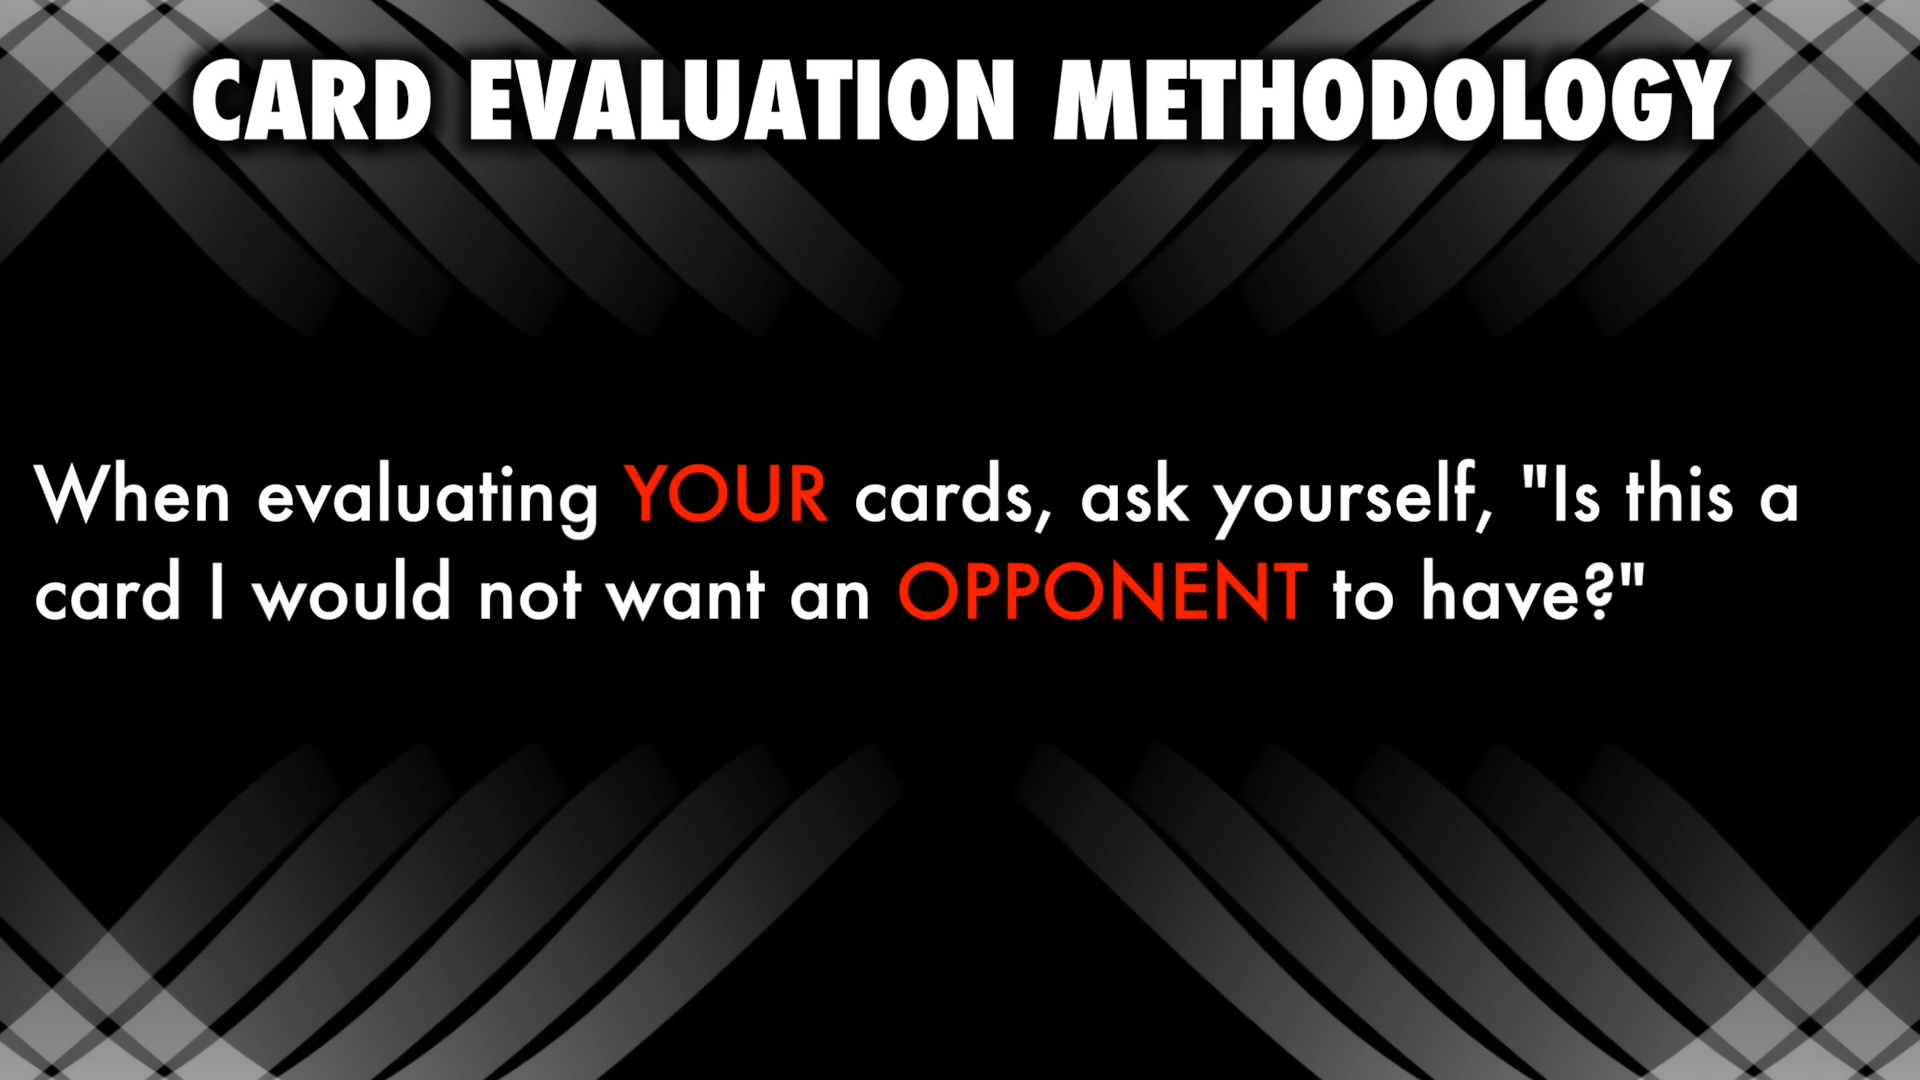 CARD EVALUATION METHODOLOGY
When evaluating YOUR cards, ask yourself, "Is this a
card I would not want an OPPONENT to have?"